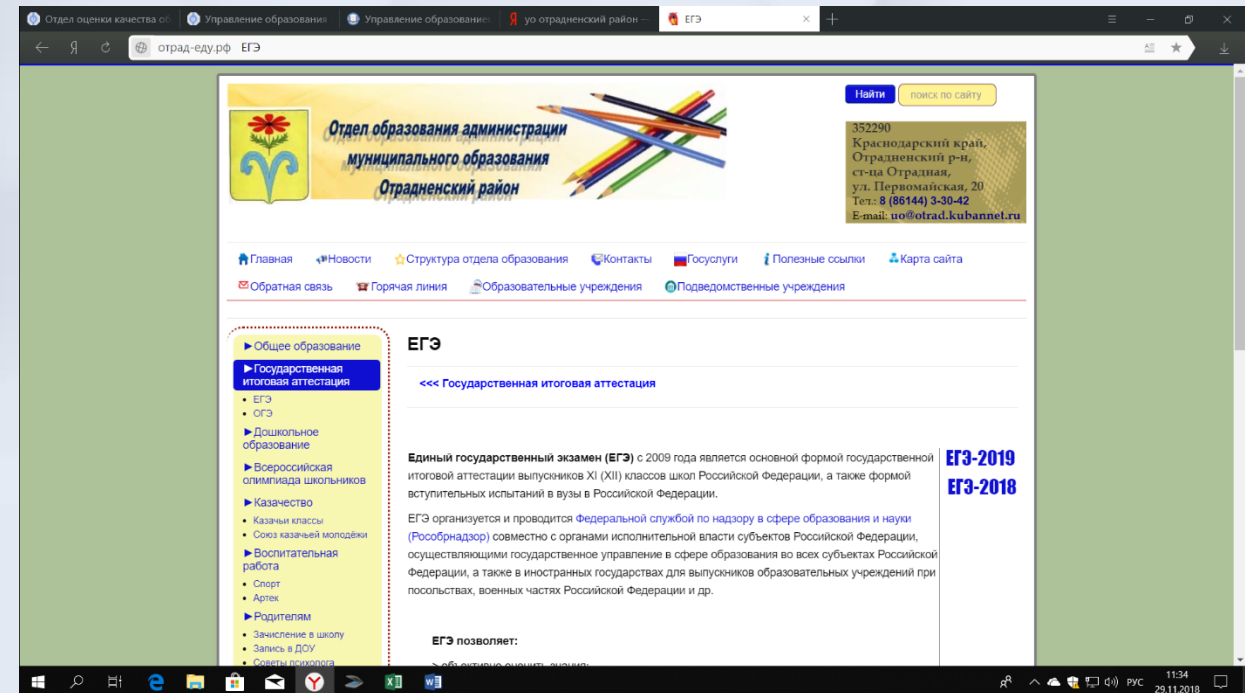 Отдел оценки качества об
Управление образования
Управление образование
уо отрадненский район —
ЕГЭ
отрад-еду.рф ЕГЭ
Отдел образования администрации
муниципального образования
Отрадненский район
Найти
поиск по сайту
352290
Краснодарский край,
Отрадненский р-н,
ст-ца Отрадная,
ул. Первомайская, 20
Тел.: 8 (86144) 3-30-42
E-mail: uo@otrad.kubannet.ru
Главная Новости Структура отдела образования Контакты Госуслуги Полезные ссылки Карта сайта
Обратная связь Горячая линия Образовательные учреждения Подведомственные учреждения
►Общее образование
►Государственная
итоговая аттестация
• ЕГЭ
• ОГЭ
►Дошкольное
образование
►Всероссийская
олимпиада школьников
►Казачество
• Казачьи классы
• Союз казачьей молодёжи
►Воспитательная
работа
• Спорт
• Артек
►Родителям
• Зачисление в школу
• Запись в ДОУ
• Советы психолога
ЕГЭ
<<< Государственная итоговая аттестация
Единый государственный экзамен (ЕГЭ) с 2009 года является основной формой государственной
итоговой аттестации выпускников XI (XII) классов школ Российской Федерации, а также формой
вступительных испытаний в вузы в Российской Федерации.
ЕГЭ организуется и проводится Федеральной службой по надзору в сфере образования и науки
(Рособрнадзор) совместно с органами исполнительной власти субъектов Российской Федерации,
осуществляющими государственное управление в сфере образования во всех субъектах Российской
Федерации, а также в иностранных государствах для выпускников образовательных учреждений при
посольствах, военных частях Российской Федерации и др.
ЕГЭ позволяет:
> объективно оценить знания;
ЕГЭ-2019
ЕГЭ-2018
РУС
11:34
29.11.2018